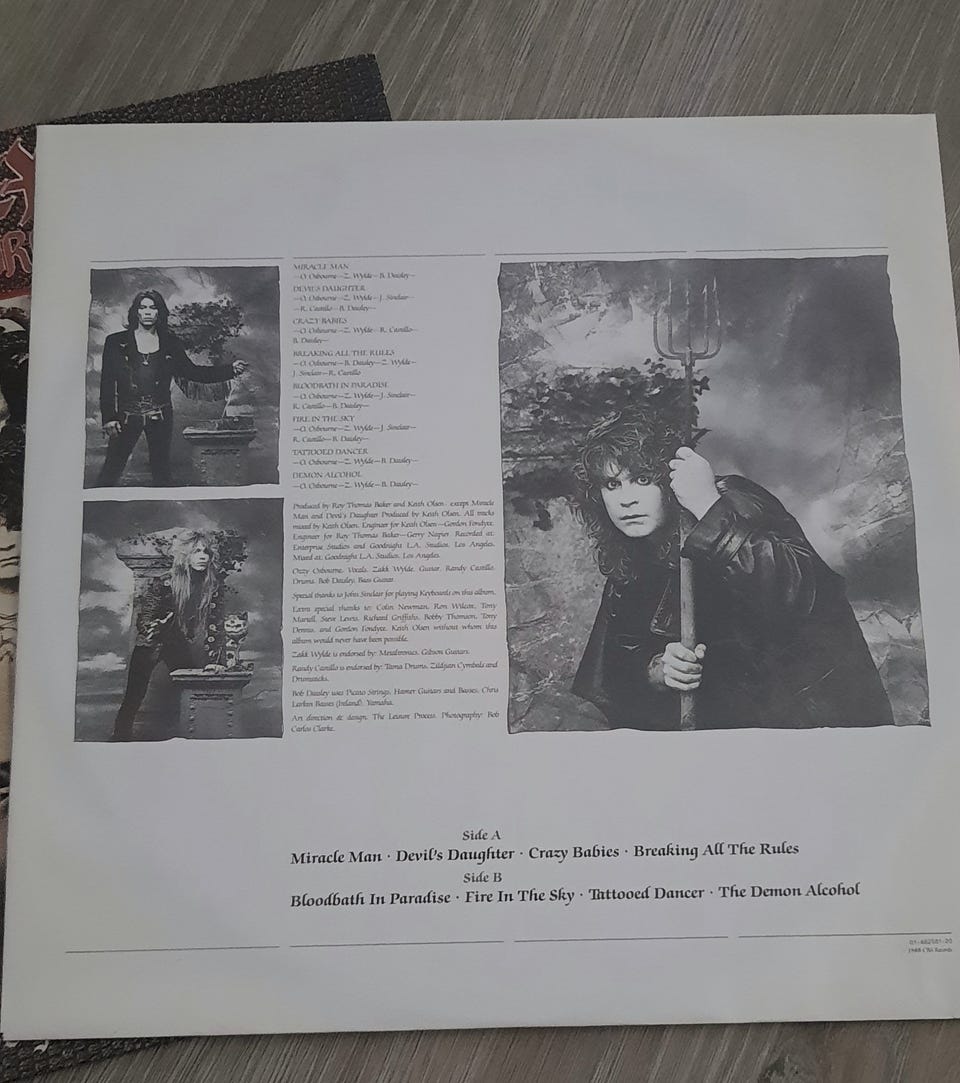 MIRACLE MAN
—O. Osbourne—Z. Wylde—B. Daisley—
DEVIL'S DAUGHTER
—O. Osbourne—Z. Wylde—J. Sinclair—
—R. Castillo—B. Daisley—
CRAZY BABIES
—O. Osbourne—Z. Wylde—R. Castillo—
B. Daisley—
BREAKING ALL THE RULES
—O. Osbourne—B. Daisley—Z. Wylde—
J. Sinclair—R. Castillo
BLOODBATH IN PARADISE
—O. Osbourne—Z. Wylde—J. Sinclair—
R. Castillo—B. Daisley—
FIRE IN THE SKY
—O. Osbourne—Z. Wylde—J. Sinclair—
R. Castillo—B. Daisley—
TATTOOED DANCER
—O. Osbourne—Z. Wylde—B. Daisley—
DEMON ALCOHOL
—O. Osbourne—Z. Wylde—B. Daisley—
Produced by Roy Thomas Baker and Keith Olsen, except Miracle
Man and Devil's Daughter Produced by Keith Olsen. All tracks
mixed by Keith Olsen. Engineer for Keith Olsen—Gordon Fordyce.
Engineer for Roy Thomas Baker—Gerry Napier. Recorded at:
Enterprise Studios and Goodnight L.A. Studios, Los Angeles.
Mixed at: Goodnight L.A. Studios, Los Angeles.
Ozzy Osbourne, Vocals. Zakk Wylde, Guitar. Randy Castillo,
Drums. Bob Daisley, Bass Guitar.
Special thanks to John Sinclair for playing Keyboards on this album.
Extra special thanks to: Colin Newman, Ron Wilcox, Tony
Martell, Steve Lewis, Richard Griffiths, Bobby Thomson, Tony
Dennis, and Gordon Fordyce, Keith Olsen without whom this
album would never have been possible.
Zakk Wylde is endorsed by: Metaltronics, Gibson Guitars.
Randy Castillo is endorsed by: Tama Drums, Zildjian Cymbals and
Drumsticks.
Bob Daisley uses Picato Strings, Hamer Guitars and Basses, Chris
Larkin Basses (Ireland), Yamaha.
Art direction & design, The Leisure Process. Photography: Bob
Carlos Clarke.
Side A
Miracle Man · Devil's Daughter · Crazy Babies · Breaking All The Rules
Side B
Bloodbath In Paradise · Fire In The Sky · Tattooed Dancer · The Demon Alcohol
1988 CBS Records